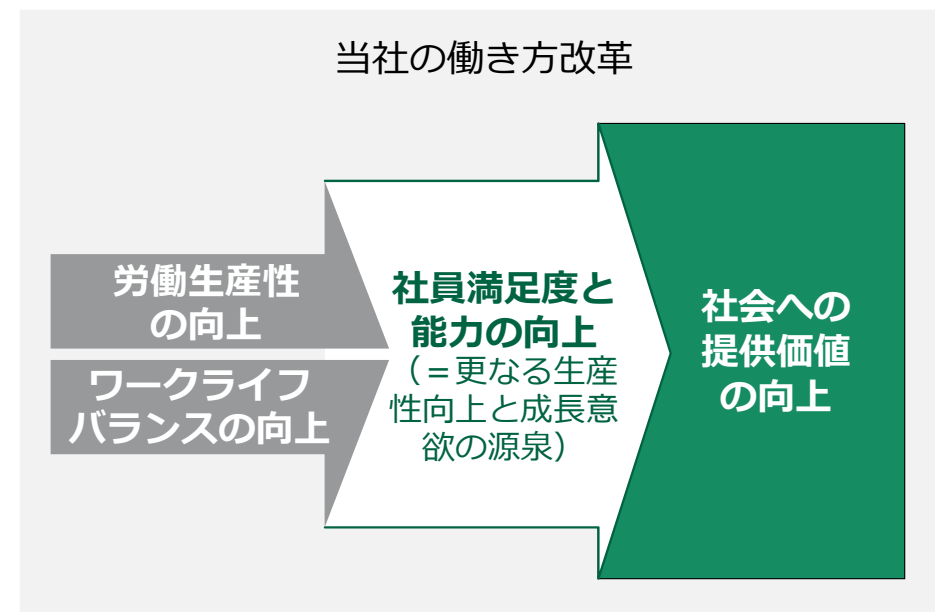 当社の働き方改革
労働生産性
の向上
ワークライフ
バランスの向上
社員満足度と
能力の向上
（＝更なる生産
性向上と成長意
欲の源泉）
社会への
提供価値
の向上